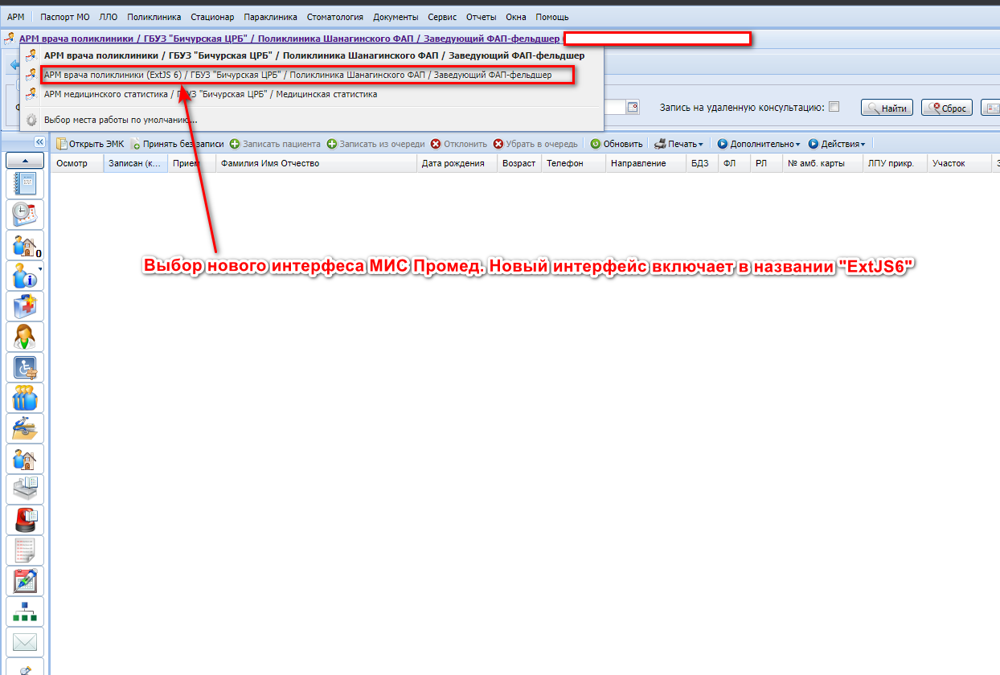 АРМ Паспорт МО ЛЛО Поликлиника Стационар Параклиника Стоматология Документы Сервис Отчеты Окна Помощь
АРМ врача поликлиники / ГБУЗ "Бичурская ЦРБ" / Поликлиника Шанагинского ФАП / Заведующий ФАП-фельдшер
АРМ врача поликлиники / ГБУЗ "Бичурская ЦРБ" / Поликлиника Шанагинского ФАП / Заведующий ФАП-фельдшер
АРМ врача поликлиники (ExtJS 6) / ГБУЗ "Бичурская ЦРБ" / Поликлиника Шанагинского ФАП / Заведующий ФАП-фельдшер
АРМ медицинского статистика / ГБУЗ "Бичурская ЦРБ" / Медицинская статистика
Запись на удаленную консультацию: Найти Сброс
Выбор места работы по умолчанию...
Открыть ЭМК Принять без записи Записать пациента Записать из очереди Отклонить Убрать в очередь Обновить Печать Дополнительно Действия
Осмотр Записан (к... Прием Фамилия Имя Отчество Дата рождения Возраст Телефон Направление БДЗ ФЛ РЛ № амб. карты ЛПУ прикр. Участок
0
Выбор нового интерфеса МИС Промед. Новый интерфейс включает в названии "ExtJS6"